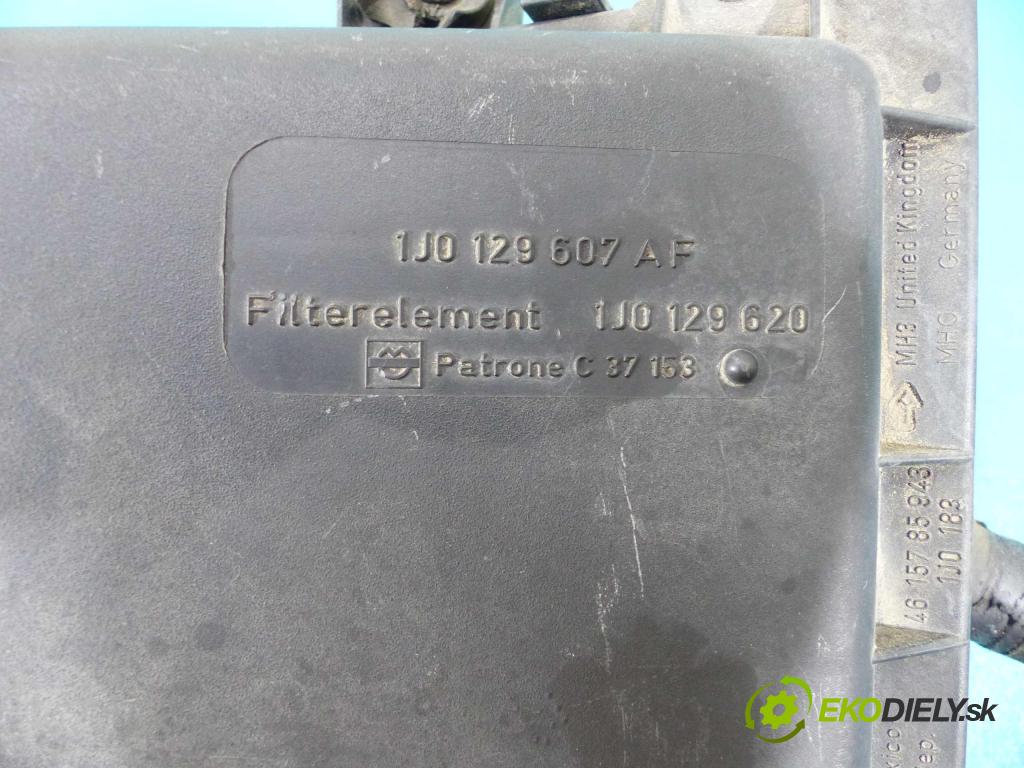 1J0 129 607 AF
Filterelement 1J0 129 620
Patrone C 37 153
MH3 United Kingdom
MHG Germany
46 157 85 943
1J0 183
EKODIELY.sk